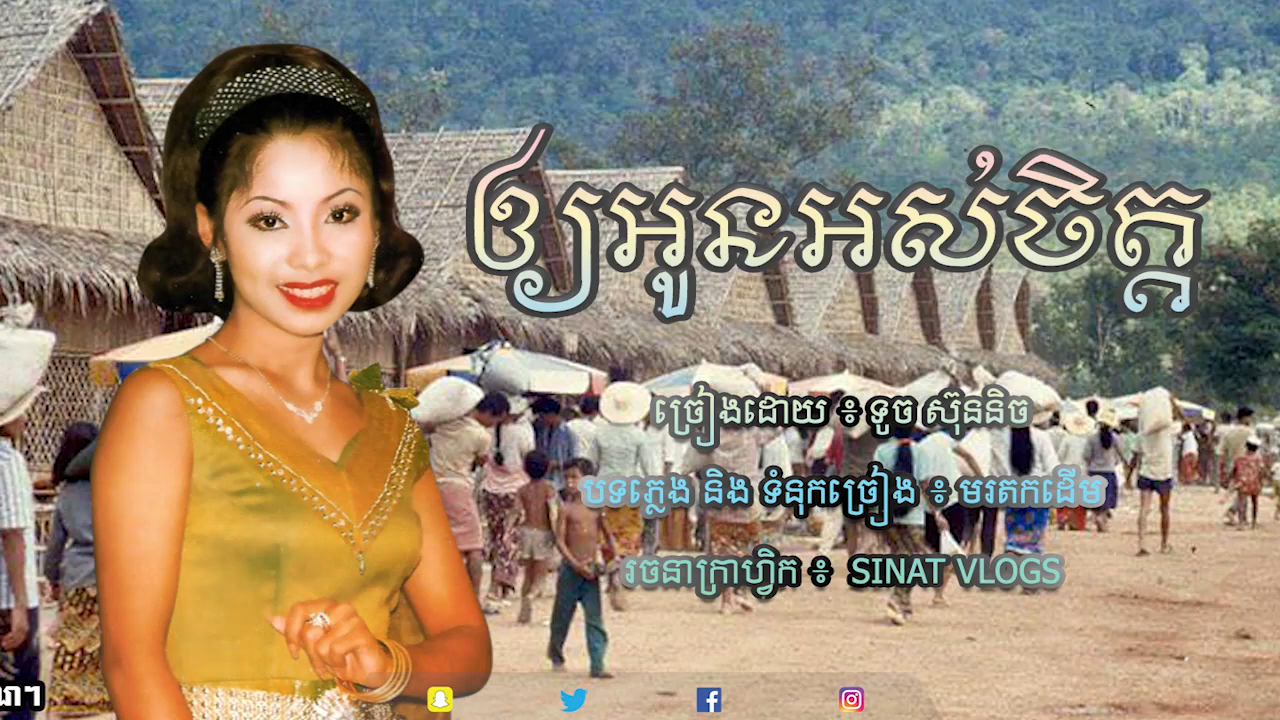 ឲ្យអូនអស់ចិត្ត
ច្រៀងដោយ ៖ ទូច ស៊ុននិច
បទភ្លេង និង ទំនុកច្រៀង ៖ មរតកដើម
រចនាក្រាហ្វិក ៖ SINAT VLOGS